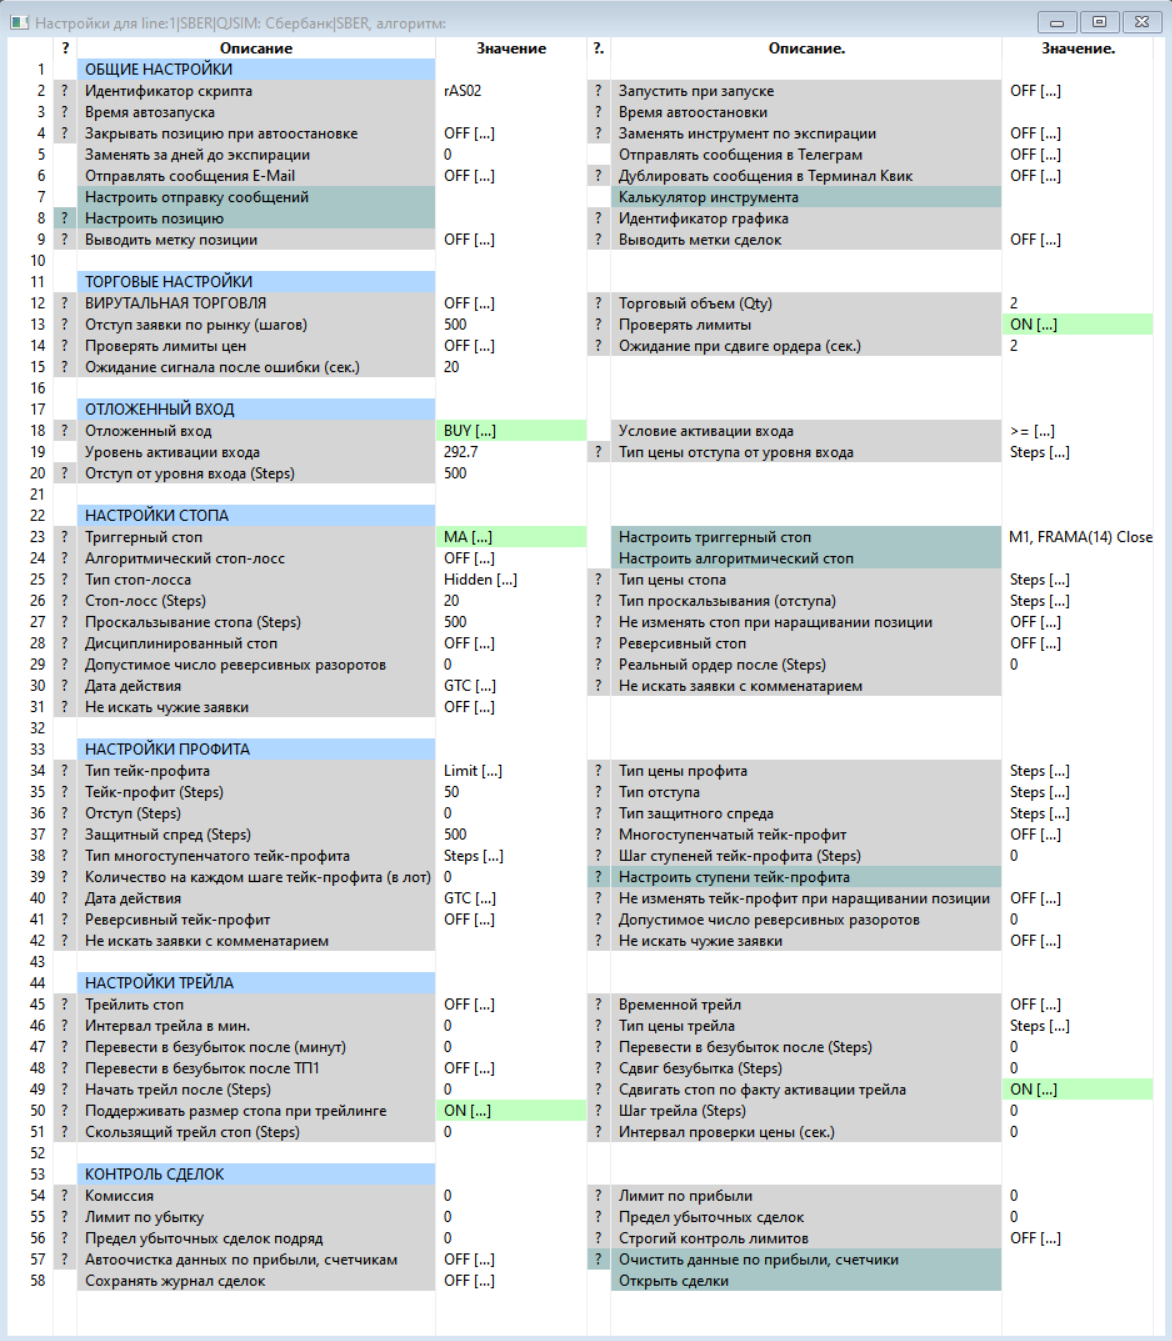 Настройки для line:1|SBER|QJSIM: Сбербанк|SBER, алгоритм:
? Описание Значение ?. Описание. Значение.
1 ОБЩИЕ НАСТРОЙКИ
2 ? Идентификатор скрипта rAS02 ? Запустить при запуске OFF [...]
3 ? Время автозапуска ? Время автоостановки
4 ? Закрывать позицию при автоостановке OFF [...] ? Заменять инструмент по экспирации OFF [...]
5 Заменять за дней до экспирации 0 Отправлять сообщения в Телеграм OFF [...]
6 Отправлять сообщения E-Mail OFF [...] ? Дублировать сообщения в Терминал Квик OFF [...]
7 Настроить отправку сообщений Калькулятор инструмента
8 ? Настроить позицию ? Идентификатор графика
9 ? Выводить метку позиции OFF [...] ? Выводить метки сделок OFF [...]
10
11 ТОРГОВЫЕ НАСТРОЙКИ
12 ? ВИРУТАЛЬНАЯ ТОРГОВЛЯ OFF [...] ? Торговый объем (Qty) 2
13 ? Отступ заявки по рынку (шагов) 500 ? Проверять лимиты ON [...]
14 ? Проверять лимиты цен OFF [...] ? Ожидание при сдвиге ордера (сек.) 2
15 ? Ожидание сигнала после ошибки (сек.) 20
16
17 ОТЛОЖЕННЫЙ ВХОД
18 ? Отложенный вход BUY [...] Условие активации входа >= [...]
19 Уровень активации входа 292.7 ? Тип цены отступа от уровня входа Steps [...]
20 ? Отступ от уровня входа (Steps) 500
21
22 НАСТРОЙКИ СТОПА
23 ? Триггерный стоп MA [...] Настроить триггерный стоп M1, FRAMA(14) Close
24 ? Алгоритмический стоп-лосс OFF [...] Настроить алгоритмический стоп
25 ? Тип стоп-лосса Hidden [...] ? Тип цены стопа Steps [...]
26 ? Стоп-лосс (Steps) 20 ? Тип проскальзывания (отступа) Steps [...]
27 ? Проскальзывание стопа (Steps) 500 ? Не изменять стоп при наращивании позиции OFF [...]
28 ? Дисциплинированный стоп OFF [...] ? Реверсивный стоп OFF [...]
29 ? Допустимое число реверсивных разоротов 0 ? Реальный ордер после (Steps) 0
30 ? Дата действия GTC [...] ? Не искать заявки с комменатарием
31 ? Не искать чужие заявки OFF [...]
32
33 НАСТРОЙКИ ПРОФИТА
34 ? Тип тейк-профита Limit [...] ? Тип цены профита Steps [...]
35 ? Тейк-профит (Steps) 50 ? Тип отступа Steps [...]
36 ? Отступ (Steps) 0 ? Тип защитного спреда Steps [...]
37 ? Защитный спред (Steps) 500 ? Многоступенчатый тейк-профит OFF [...]
38 ? Тип многоступенчатого тейк-профита Steps [...] ? Шаг ступеней тейк-профита (Steps) 0
39 ? Количество на каждом шаге тейк-профита (в лот) 0 ? Настроить ступени тейк-профита
40 ? Дата действия GTC [...] ? Не изменять тейк-профит при наращивании позиции OFF [...]
41 ? Реверсивный тейк-профит OFF [...] ? Допустимое число реверсивных разоротов 0
42 ? Не искать заявки с комменатарием ? Не искать чужие заявки OFF [...]
43
44 НАСТРОЙКИ ТРЕЙЛА
45 ? Трейлить стоп OFF [...] ? Временной трейл OFF [...]
46 ? Интервал трейла в мин. 0 ? Тип цены трейла Steps [...]
47 ? Перевести в безубыток после (минут) 0 ? Перевести в безубыток после (Steps) 0
48 ? Перевести в безубыток после ТП1 OFF [...] ? Сдвиг безубытка (Steps) 0
49 ? Начать трейл после (Steps) 0 ? Сдвигать стоп по факту активации трейла ON [...]
50 ? Поддерживать размер стопа при трейлинге ON [...] ? Шаг трейла (Steps) 0
51 ? Скользящий трейл стоп (Steps) 0 ? Интервал проверки цены (сек.) 0
52
53 КОНТРОЛЬ СДЕЛОК
54 ? Комиссия 0 ? Лимит по прибыли 0
55 ? Лимит по убытку 0 ? Предел убыточных сделок 0
56 ? Предел убыточных сделок подряд 0 ? Строгий контроль лимитов OFF [...]
57 ? Автоочистка данных по прибыли, счетчикам OFF [...] ? Очистить данные по прибыли, счетчики
58 Сохранять журнал сделок OFF [...] Открыть сделки